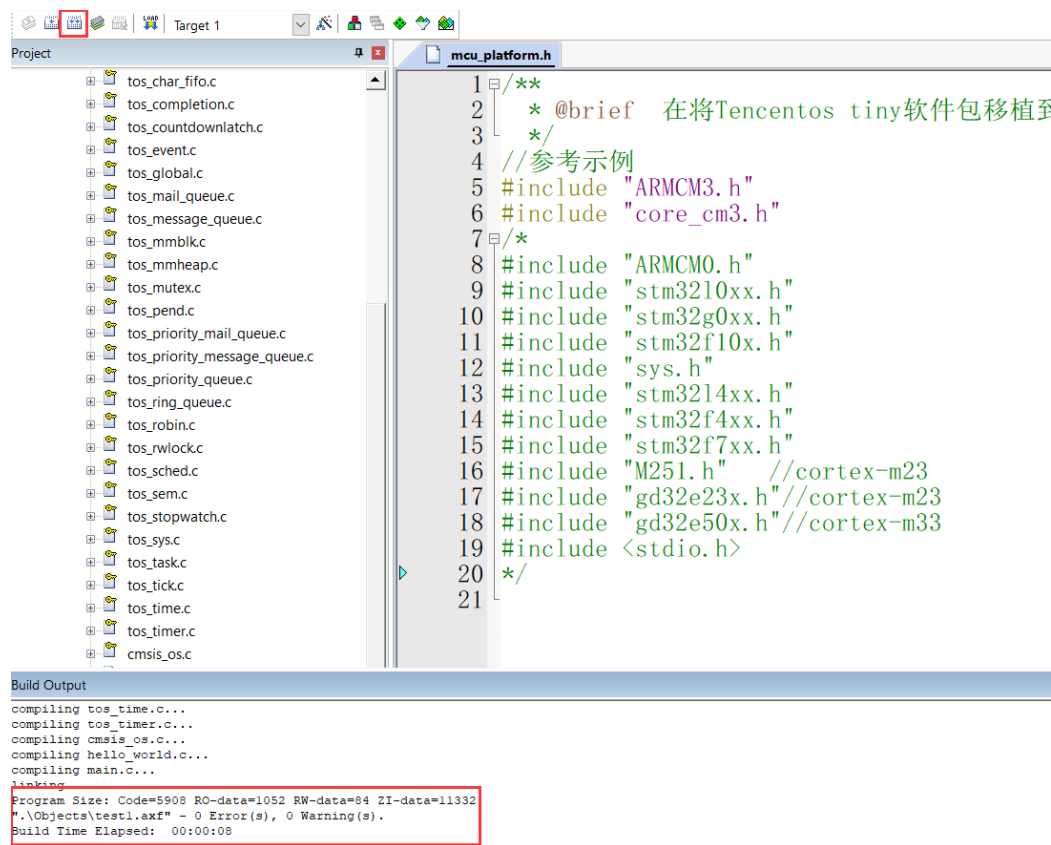 LOAD
Target 1
Project
mcu_platform.h
tos_char_fifo.c
tos_completion.c
tos_countdownlatch.c
tos_event.c
tos_global.c
tos_mail_queue.c
tos_message_queue.c
tos_mmblk.c
tos_mmheap.c
tos_mutex.c
tos_pend.c
tos_priority_mail_queue.c
tos_priority_message_queue.c
tos_priority_queue.c
tos_ring_queue.c
tos_robin.c
tos_rwlock.c
tos_sched.c
tos_sem.c
tos_stopwatch.c
tos_sys.c
tos_task.c
tos_tick.c
tos_time.c
tos_timer.c
cmsis_os.c
1 /**
2 * @brief 在将Tencentos tiny软件包移植到
3 */
4 //参考示例
5 #include "ARMCM3.h"
6 #include "core_cm3.h"
7 /*
8 #include "ARMCM0.h"
9 #include "stm32l0xx.h"
10 #include "stm32g0xx.h"
11 #include "stm32f10x.h"
12 #include "sys.h"
13 #include "stm32l4xx.h"
14 #include "stm32f4xx.h"
15 #include "stm32f7xx.h"
16 #include "M251.h" //cortex-m23
17 #include "gd32e23x.h"//cortex-m23
18 #include "gd32e50x.h"//cortex-m33
19 #include <stdio.h>
20 */
21
Build Output
compiling tos_time.c...
compiling tos_timer.c...
compiling cmsis_os.c...
compiling hello_world.c...
compiling main.c...
linking...
Program Size: Code=5908 RO-data=1052 RW-data=84 ZI-data=11332
".\Objects\test1.axf" - 0 Error(s), 0 Warning(s).
Build Time Elapsed: 00:00:08